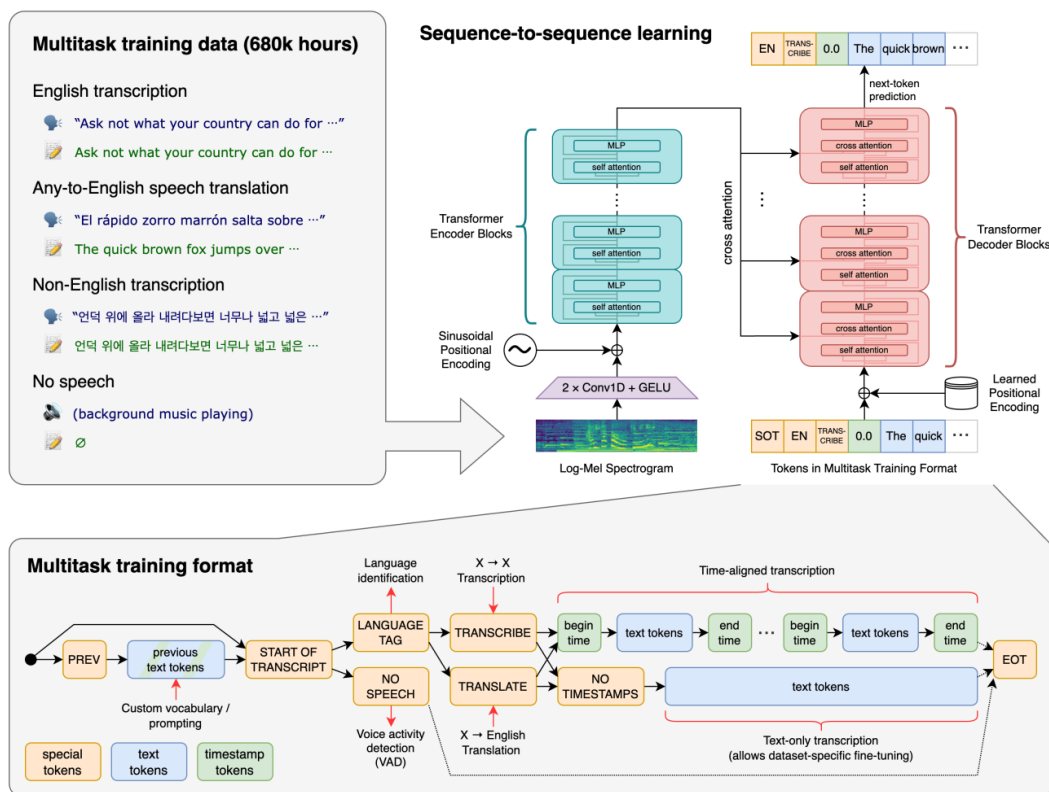 Multitask training data (680k hours)
English transcription
“Ask not what your country can do for ⋯”
Ask not what your country can do for ⋯
Any-to-English speech translation
“El rápido zorro marrón salta sobre ⋯”
The quick brown fox jumps over ⋯
Non-English transcription
“언덕 위에 올라 내려다보면 너무나 넓고 넓은 ⋯”
언덕 위에 올라 내려다보면 너무나 넓고 넓은 ⋯
No speech
(background music playing)
∅
Sequence-to-sequence learning
EN TRANS-CRIBE 0.0 The quick brown ⋯
next-token
prediction
MLP
self attention
MLP
self attention
MLP
self attention
Transformer
Encoder Blocks
Sinusoidal
Positional
Encoding
2 × Conv1D + GELU
Log-Mel Spectrogram
cross attention
MLP
cross attention
self attention
MLP
cross attention
self attention
MLP
cross attention
self attention
Transformer
Decoder Blocks
Learned
Positional
Encoding
SOT EN TRANS-CRIBE 0.0 The quick ⋯
Tokens in Multitask Training Format
Multitask training format
Language
identification
X → X
Transcription
Time-aligned transcription
PREV
previous
text tokens
START OF
TRANSCRIPT
LANGUAGE
TAG
NO
SPEECH
TRANSCRIBE
TRANSLATE
begin
time
text tokens
end
time
⋯
begin
time
text tokens
end
time
NO
TIMESTAMPS
text tokens
EOT
Custom vocabulary /
prompting
Voice activity
detection
(VAD)
X → English
Translation
Text-only transcription
(allows dataset-specific fine-tuning)
special
tokens
text
tokens
timestamp
tokens